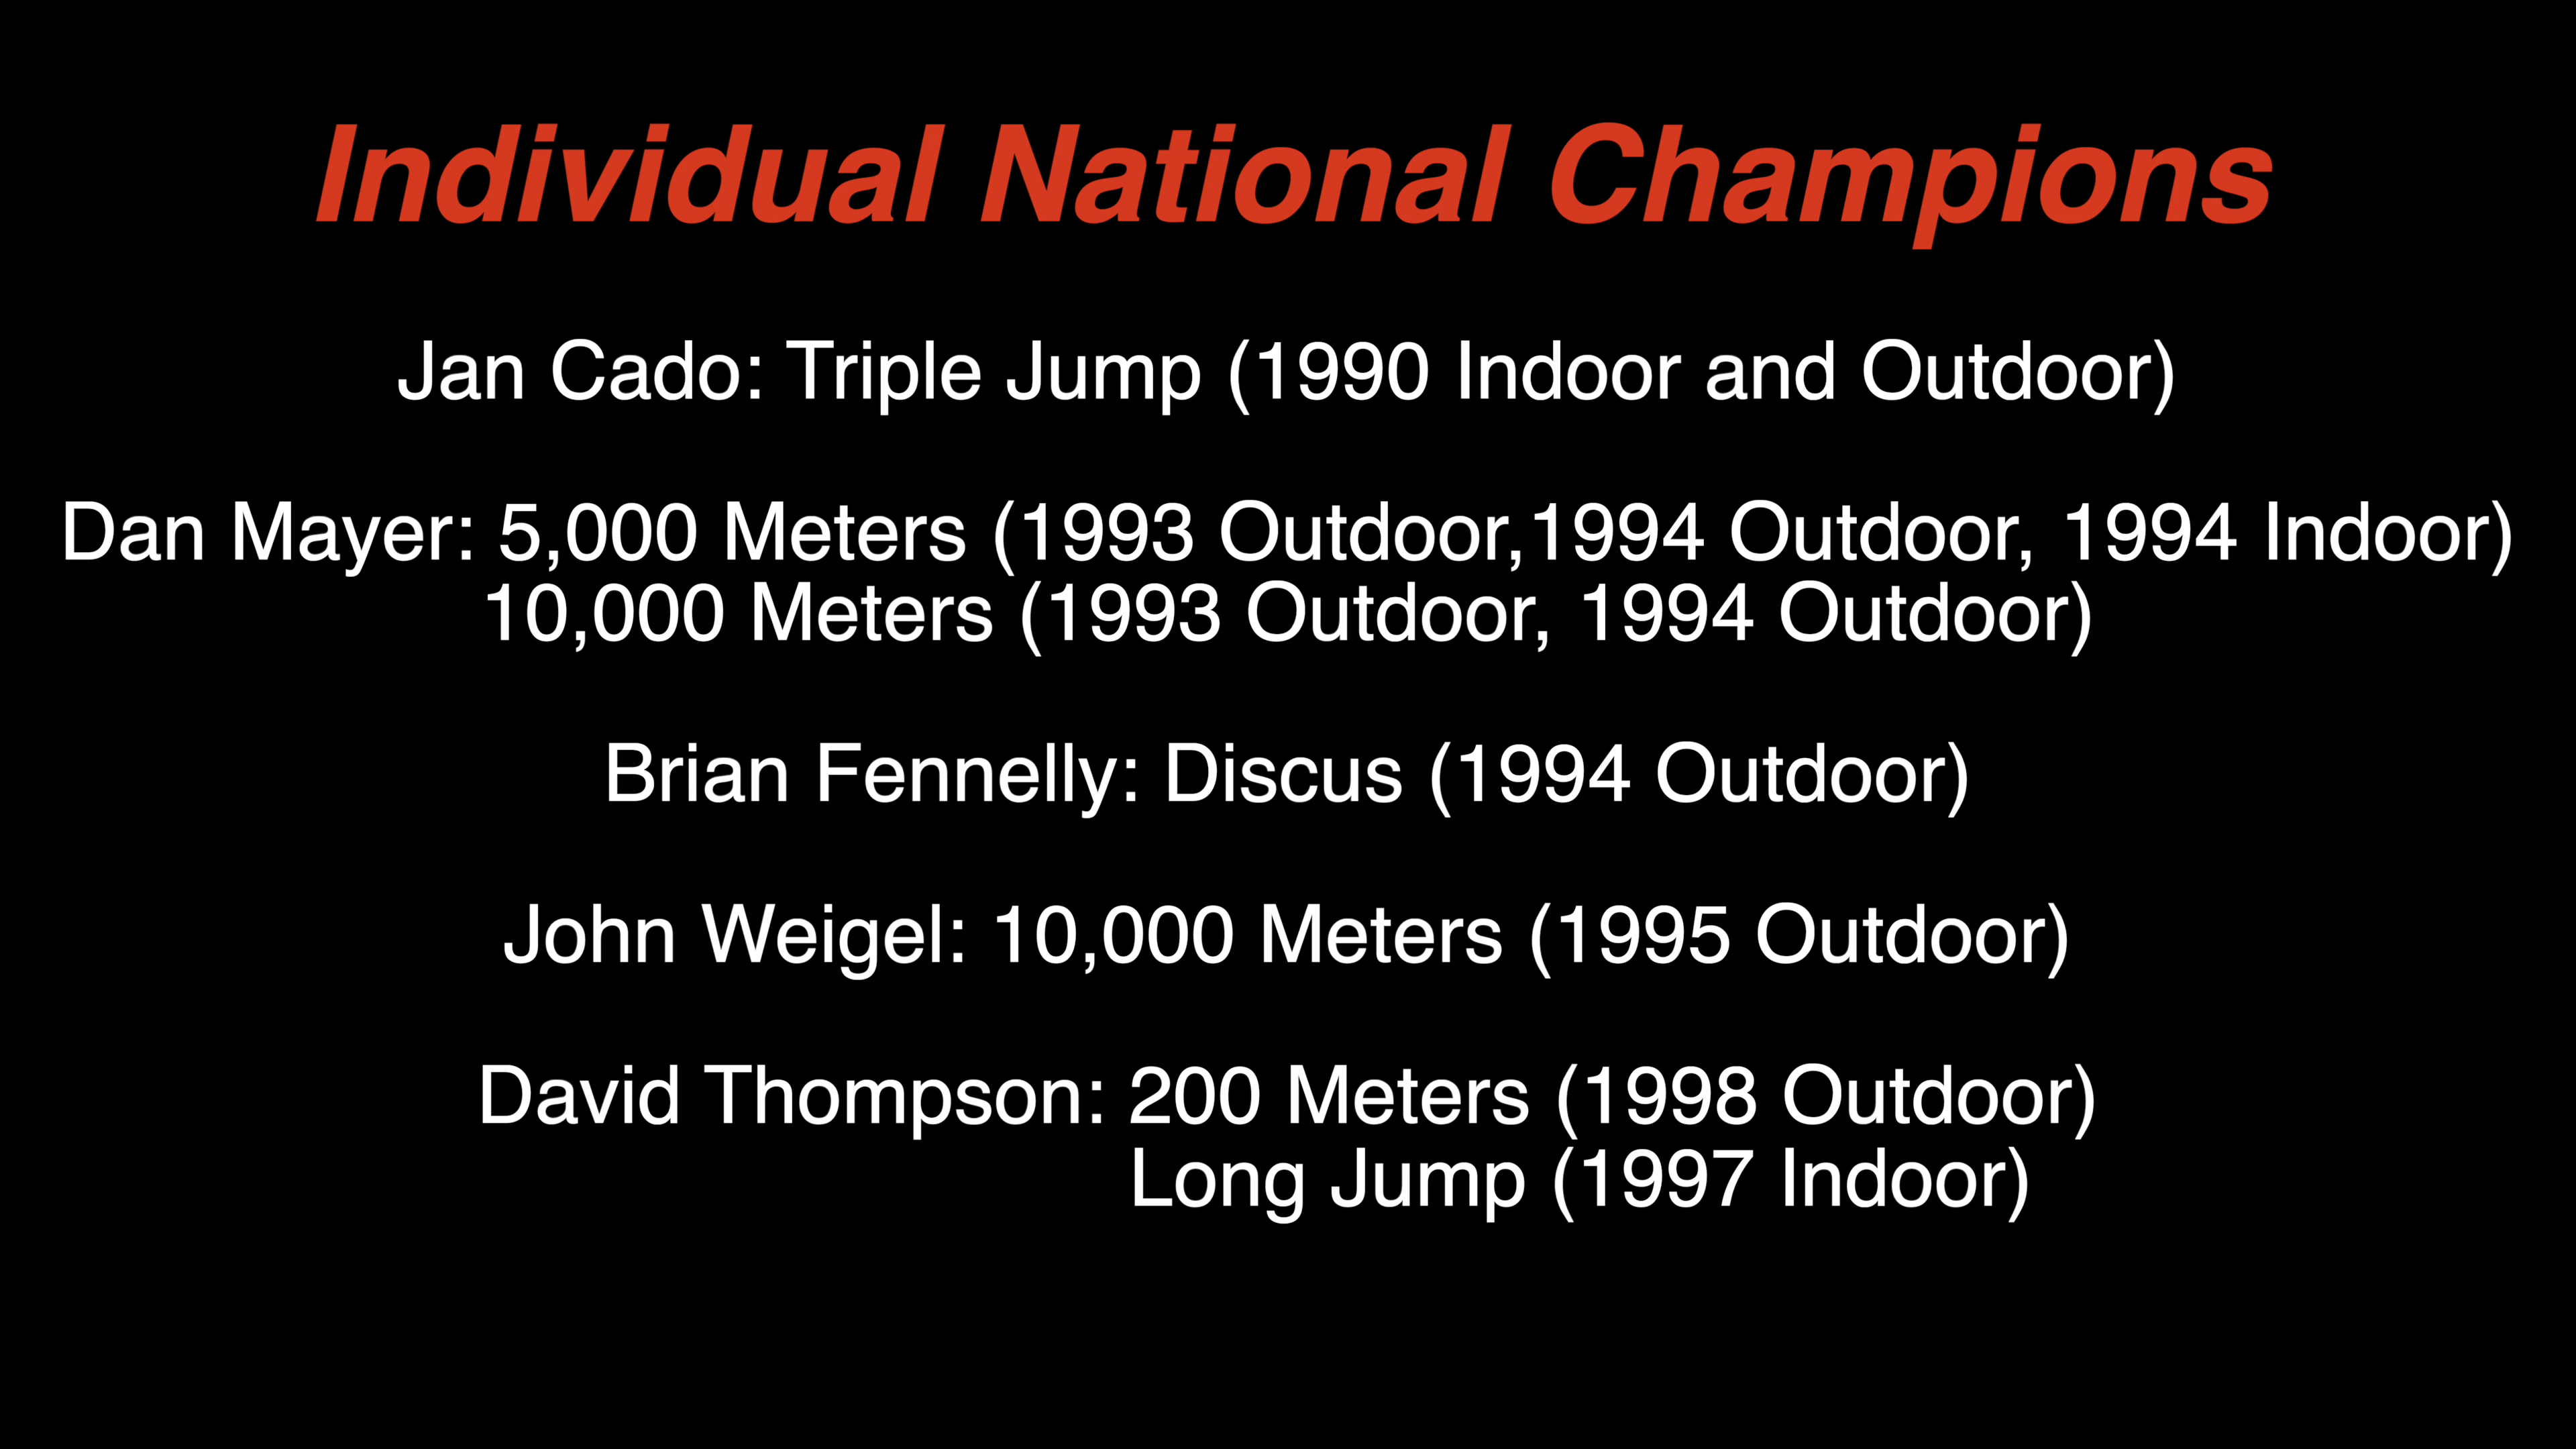 Individual National Champions
Jan Cado: Triple Jump (1990 Indoor and Outdoor)
Dan Mayer: 5,000 Meters (1993 Outdoor,1994 Outdoor, 1994 Indoor)
10,000 Meters (1993 Outdoor, 1994 Outdoor)
Brian Fennelly: Discus (1994 Outdoor)
John Weigel: 10,000 Meters (1995 Outdoor)
David Thompson: 200 Meters (1998 Outdoor)
Long Jump (1997 Indoor)